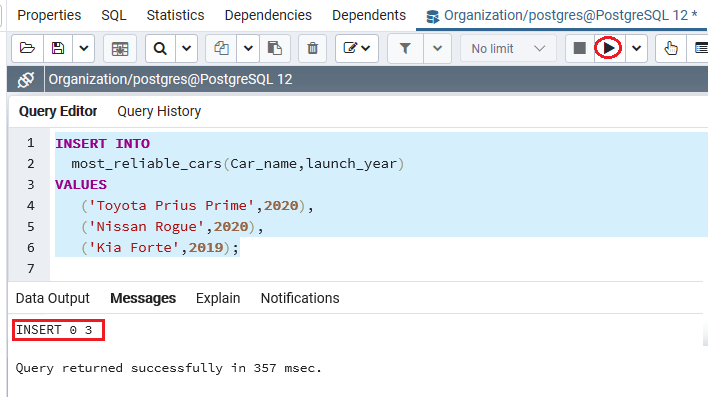 Properties SQL Statistics Dependencies Dependents Organization/postgres@PostgreSQL 12 *
No limit
Organization/postgres@PostgreSQL 12
Query Editor Query History
1 INSERT INTO
2 most_reliable_cars(Car_name,launch_year)
3 VALUES
4 ('Toyota Prius Prime',2020),
5 ('Nissan Rogue',2020),
6 ('Kia Forte',2019);
7
Data Output Messages Explain Notifications
INSERT 0 3
Query returned successfully in 357 msec.